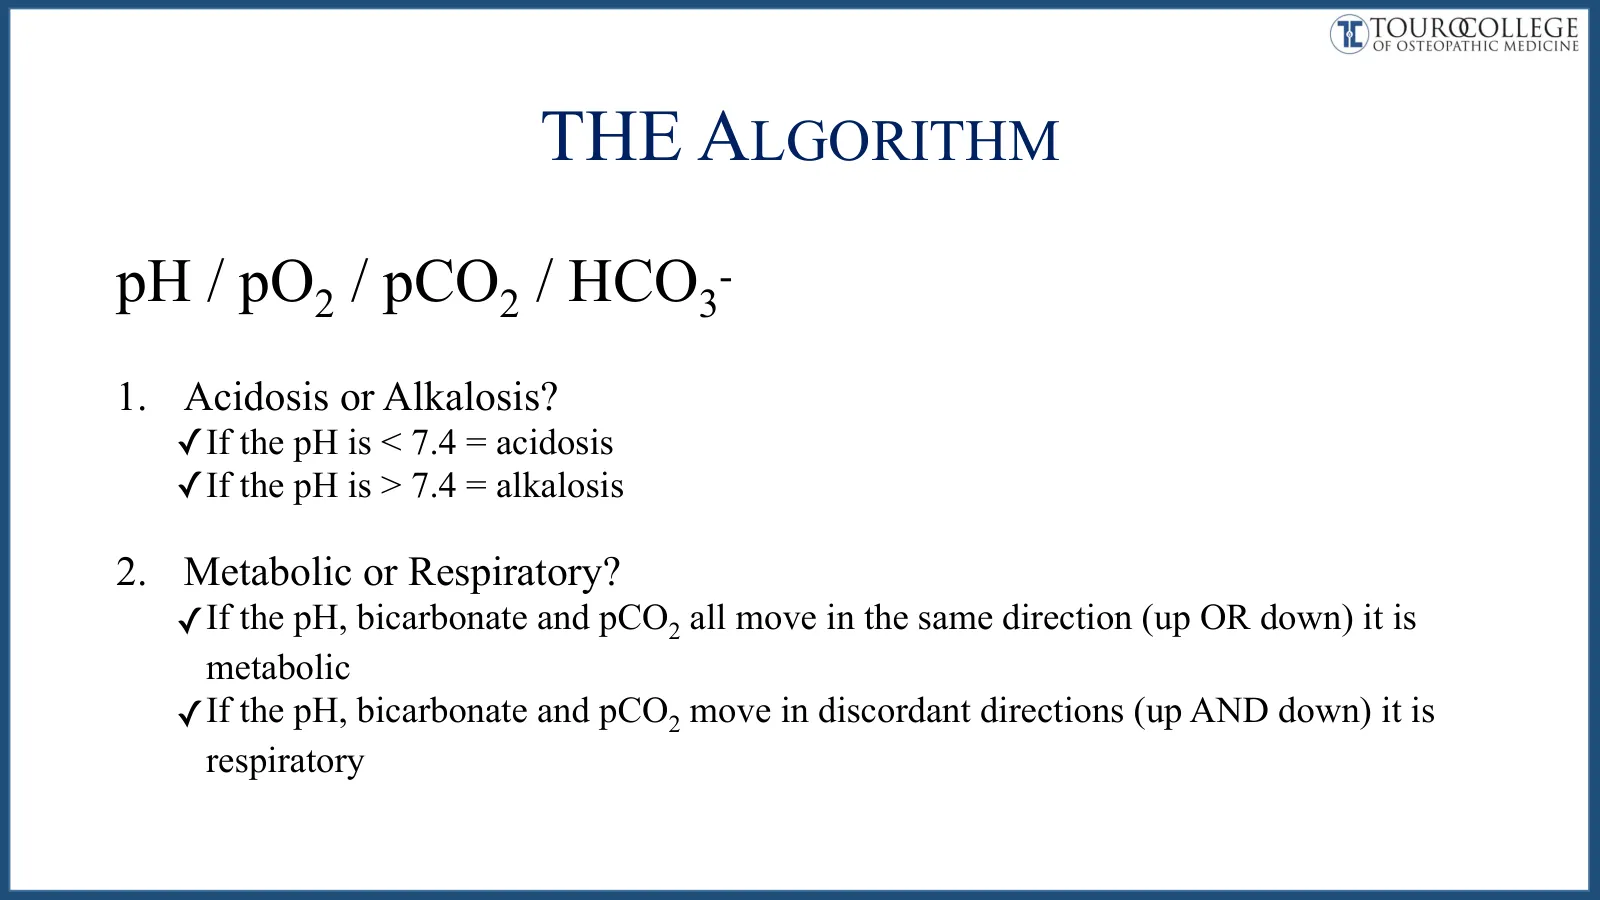 TOURO COLLEGE
OF OSTEOPATHIC MEDICINE
THE ALGORITHM
pH / pO₂ / pCO₂ / HCO₃⁻
1. Acidosis or Alkalosis?
✓If the pH is < 7.4 = acidosis
✓If the pH is > 7.4 = alkalosis
2. Metabolic or Respiratory?
✓If the pH, bicarbonate and pCO₂ all move in the same direction (up OR down) it is
metabolic
✓If the pH, bicarbonate and pCO₂ move in discordant directions (up AND down) it is
respiratory